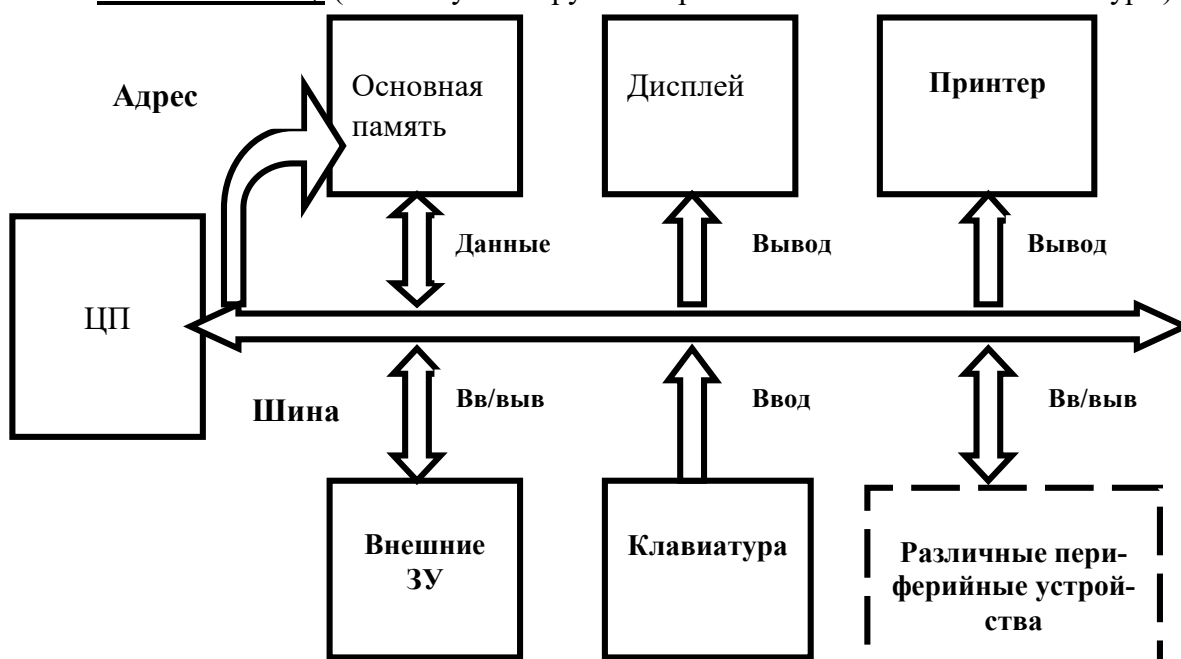 Адрес
Основная
память
Дисплей
Принтер
Данные
Вывод
Вывод
ЦП
Шина
Вв/выв
Ввод
Вв/выв
Внешние
ЗУ
Клавиатура
Различные пери-
ферийные устрой-
ства